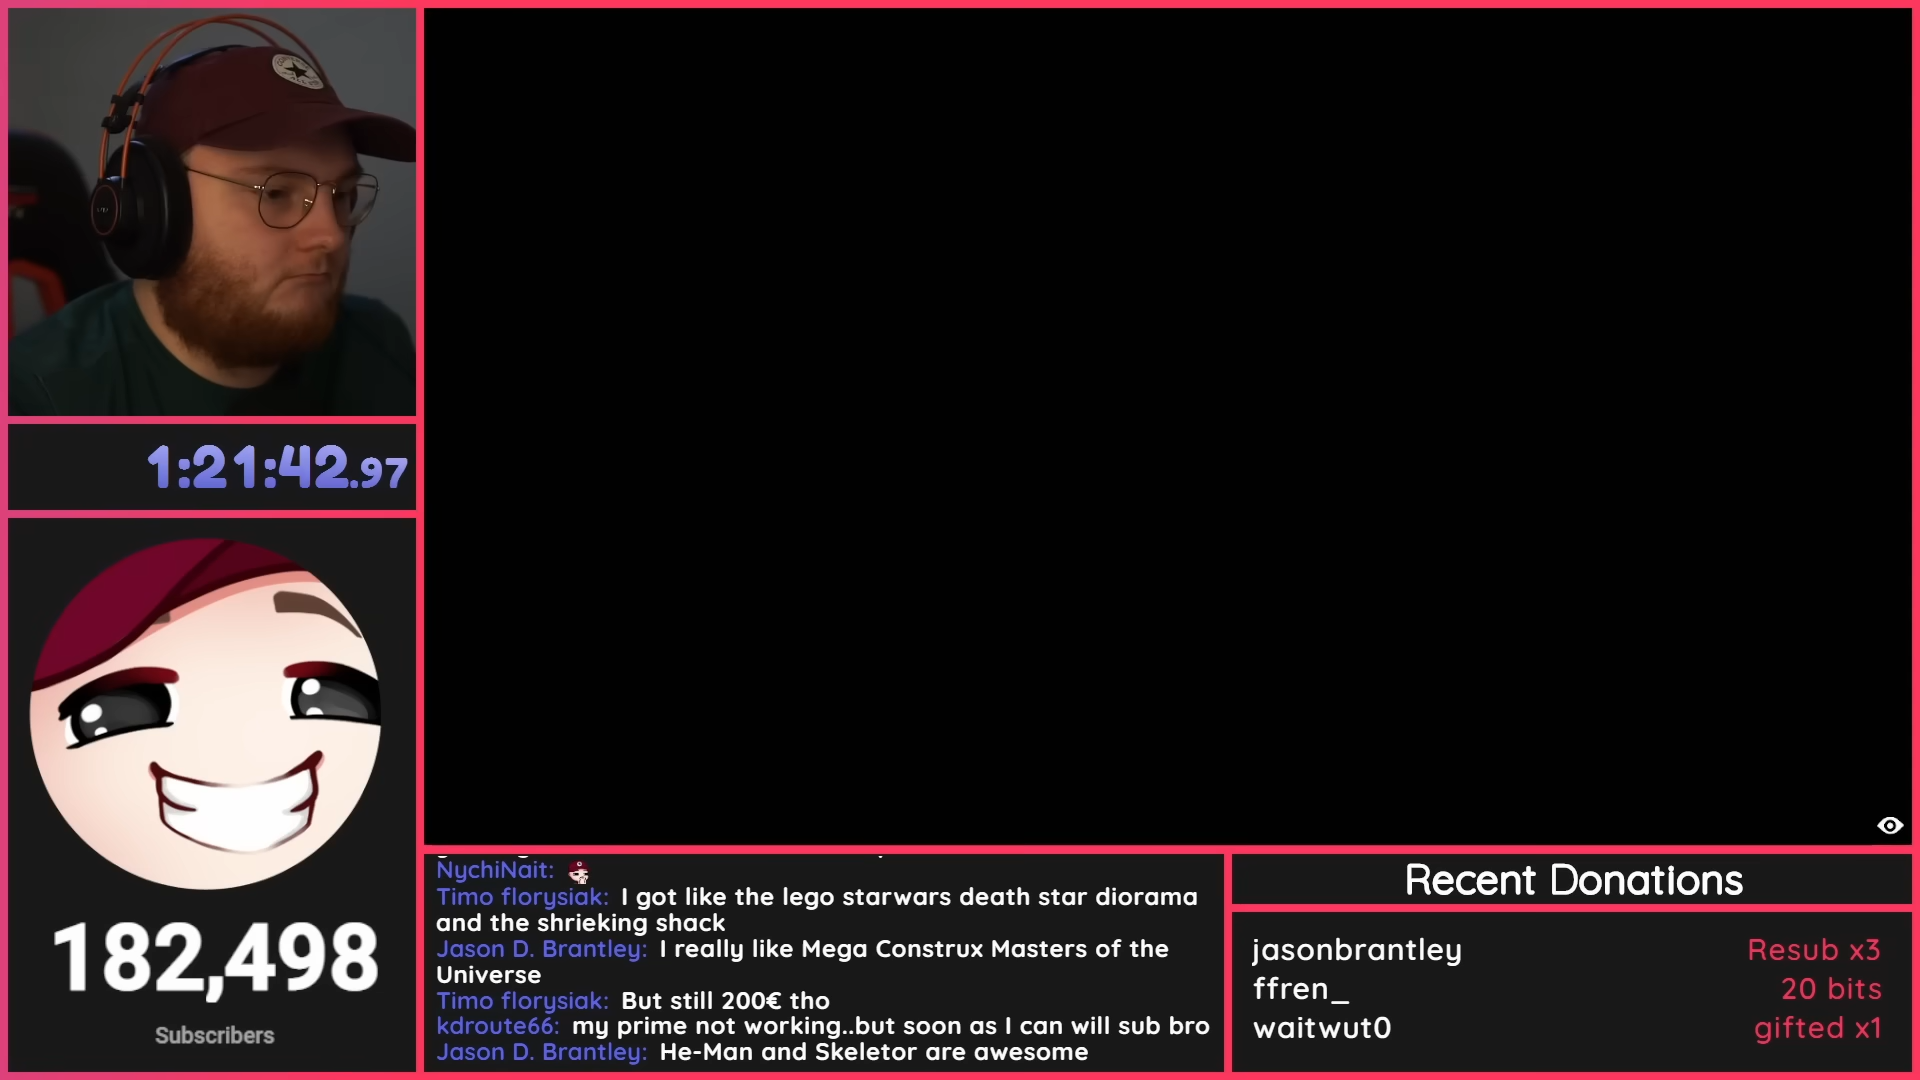 1:21:42.97
182,498
Subscribers
NychiNait:
Timo florysiak: I got like the lego starwars death star diorama
and the shrieking shack
Jason D. Brantley: I really like Mega Construx Masters of the
Universe
Timo florysiak: But still 200€ tho
kdroute66: my prime not working..but soon as I can will sub bro
Jason D. Brantley: He-Man and Skeletor are awesome
Recent Donations
jasonbrantley Resub x3
ffren_ 20 bits
waitwut0 gifted x1